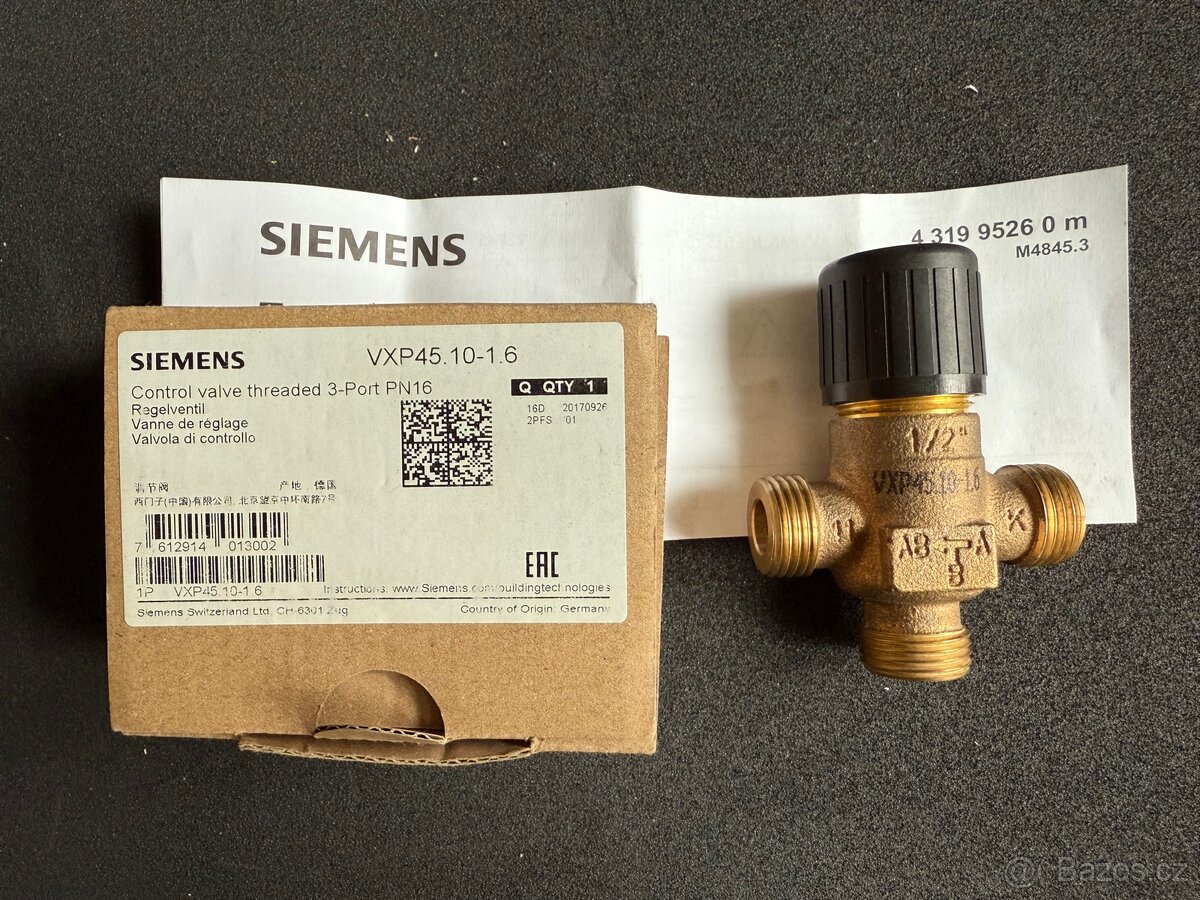 SIEMENS
4 319 9526 0 m
M4845.3
SIEMENS
VXP45.10-1.6
Control valve threaded 3-Port PN16
Q QTY 1
Regelventil
16D 20170926
Vanne de réglage
2PFS 01
Valvola di controllo
调节阀 产地: 德国
西门子(中国)有限公司, 北京望京中环南路7号
7 612914 013002
EAC
1P VXP45.10-1.6
Instructions: www.Siemens.com/buildingtechnologies
Siemens Switzerland Ltd, CH-6301 Zug
Country of Origin: Germany
1/2"
VXP45.10-1.6
K
AB A
B
@r Bazos.cz